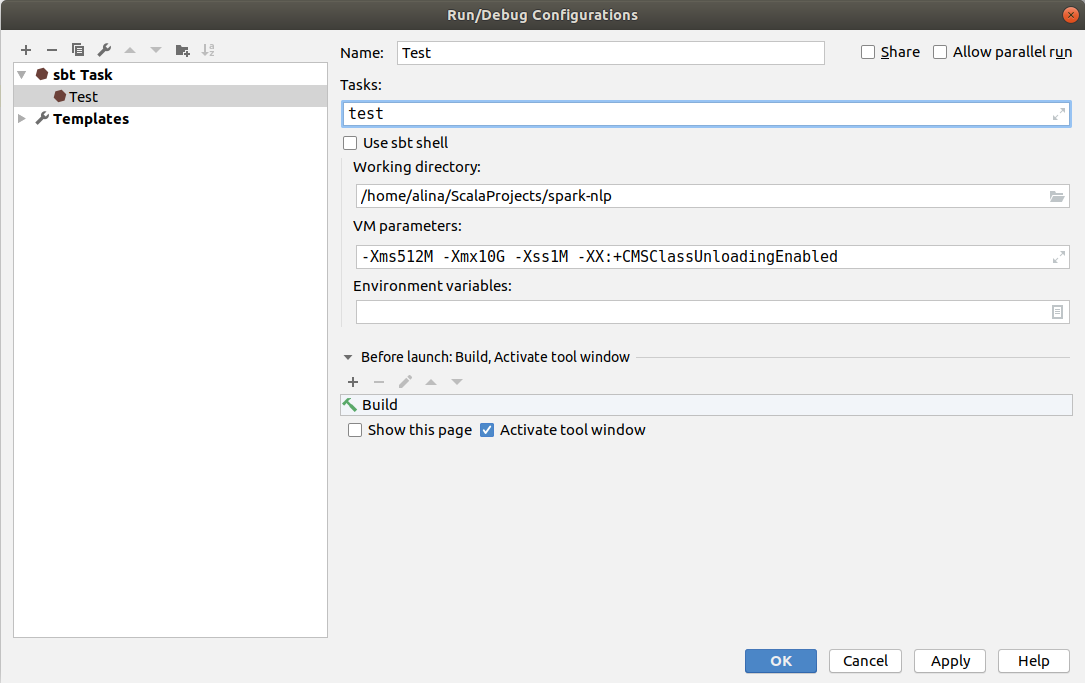 Run/Debug Configurations
sbt Task
Test
Templates
Name: Test
Share
Allow parallel run
Tasks:
test
Use sbt shell
Working directory:
/home/alina/ScalaProjects/spark-nlp
VM parameters:
-Xms512M -Xmx10G -Xss1M -XX:+CMSClassUnloadingEnabled
Environment variables:
Before launch: Build, Activate tool window
Build
Show this page
Activate tool window
OK
Cancel
Apply
Help